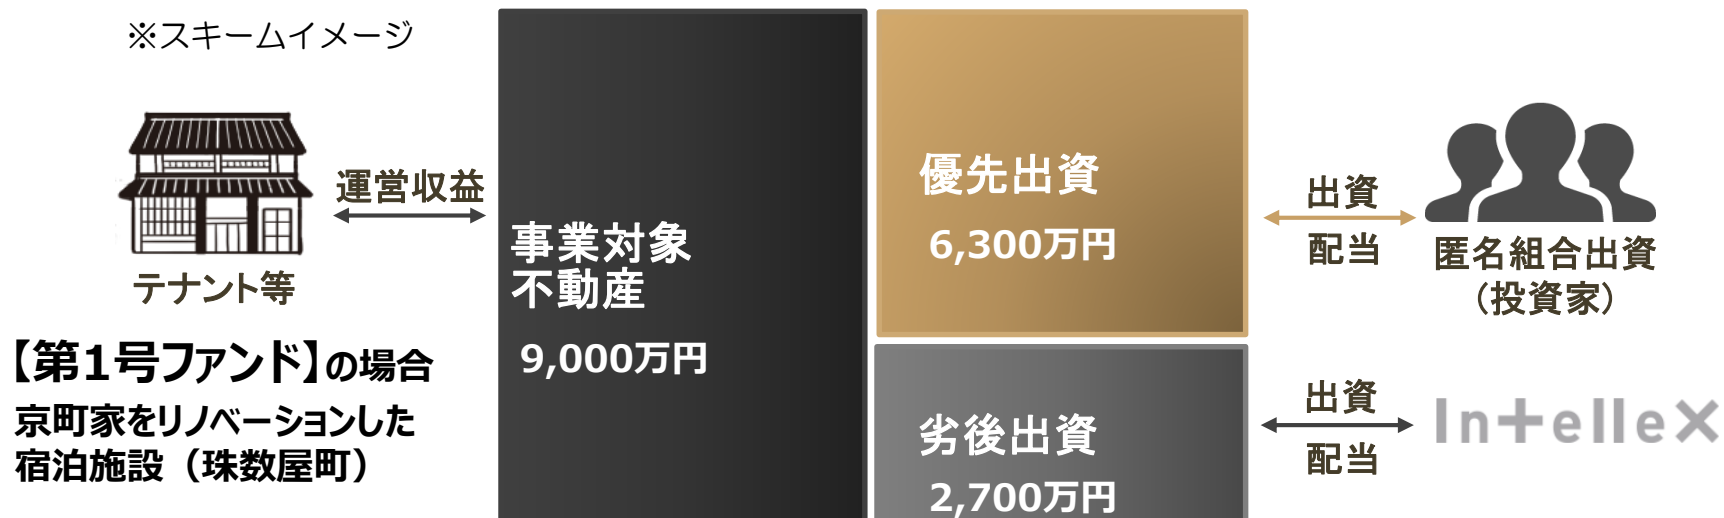 ※スキームイメージ
テナント等
運営収益
【第1号ファンド】の場合
京町家をリノベーションした
宿泊施設（珠数屋町）
事業対象
不動産
9,000万円
優先出資
6,300万円
劣後出資
2,700万円
出資
配当
匿名組合出資
（投資家）
出資
配当
Intellex